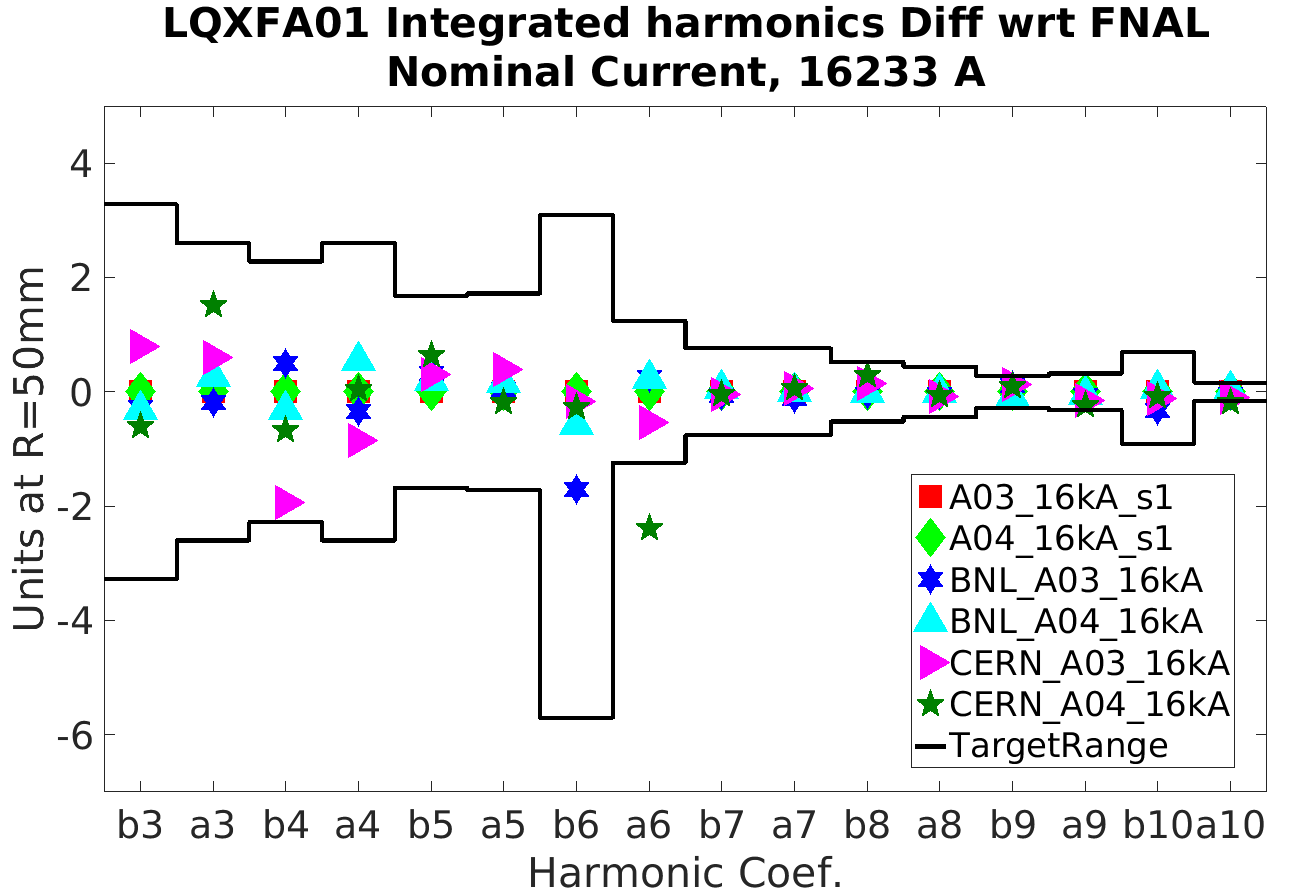 LQXFA01 Integrated harmonics Diff wrt FNAL
Nominal Current, 16233 A
Units at R=50mm
4
2
0
-2
-4
-6
A03_16kA_s1
A04_16kA_s1
BNL_A03_16kA
BNL_A04_16kA
CERN_A03_16kA
CERN_A04_16kA
TargetRange
b3 a3 b4 a4 b5 a5 b6 a6 b7 a7 b8 a8 b9 a9 b10 a10
Harmonic Coef.